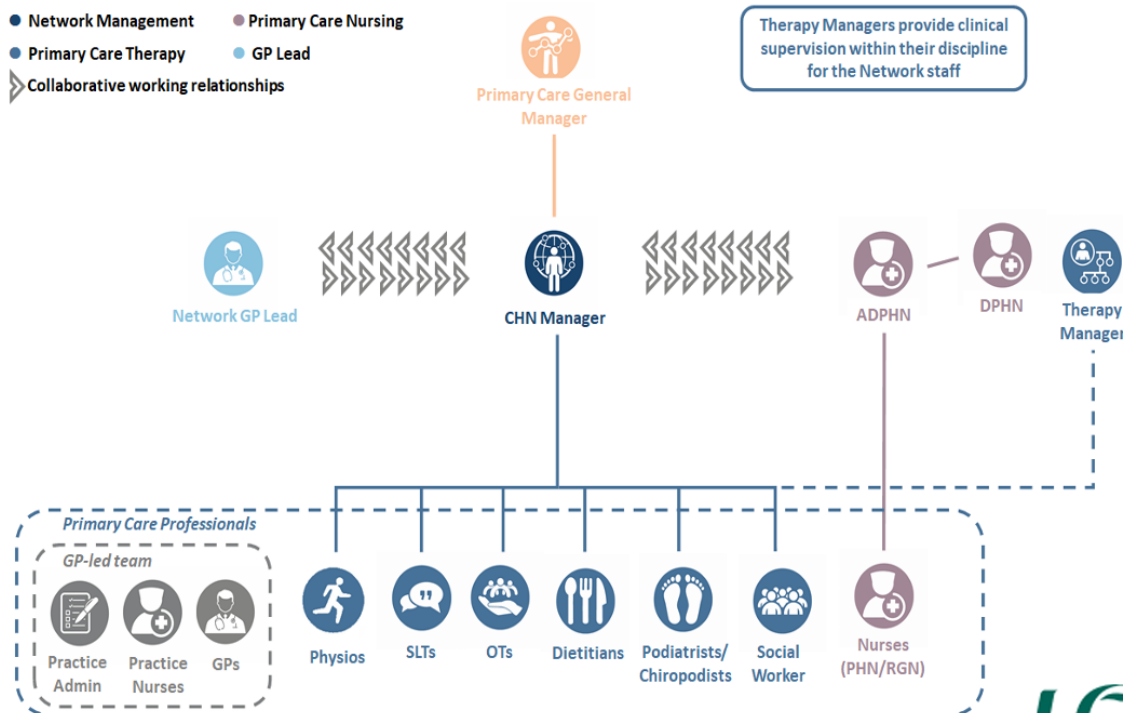 Network Management
Primary Care Nursing
Primary Care Therapy
GP Lead
Collaborative working relationships
Therapy Managers provide clinical
supervision within their discipline
for the Network staff
Primary Care General
Manager
Network GP Lead
CHN Manager
ADPHN
DPHN
Therapy
Manager
Primary Care Professionals
GP-led team
Practice
Admin
Practice
Nurses
GPs
Physios
SLTs
OTs
Dietitians
Podiatrists/
Chiropodists
Social
Worker
Nurses
(PHN/RGN)